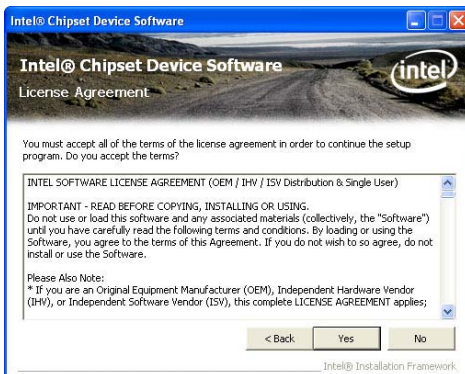 Intel® Chipset Device Software
Intel® Chipset Device Software
intel
License Agreement
You must accept all of the terms of the license agreement in order to continue the setup
program. Do you accept the terms?
INTEL SOFTWARE LICENSE AGREEMENT (OEM / IHV / ISV Distribution & Single User)
IMPORTANT - READ BEFORE COPYING, INSTALLING OR USING.
Do not use or load this software and any associated materials (collectively, the "Software")
until you have carefully read the following terms and conditions. By loading or using the
Software, you agree to the terms of this Agreement. If you do not wish to so agree, do not
install or use the Software.
Please Also Note:
* If you are an Original Equipment Manufacturer (OEM), Independent Hardware Vendor
(IHV), or Independent Software Vendor (ISV), this complete LICENSE AGREEMENT applies;
< Back Yes No
Intel® Installation Framework